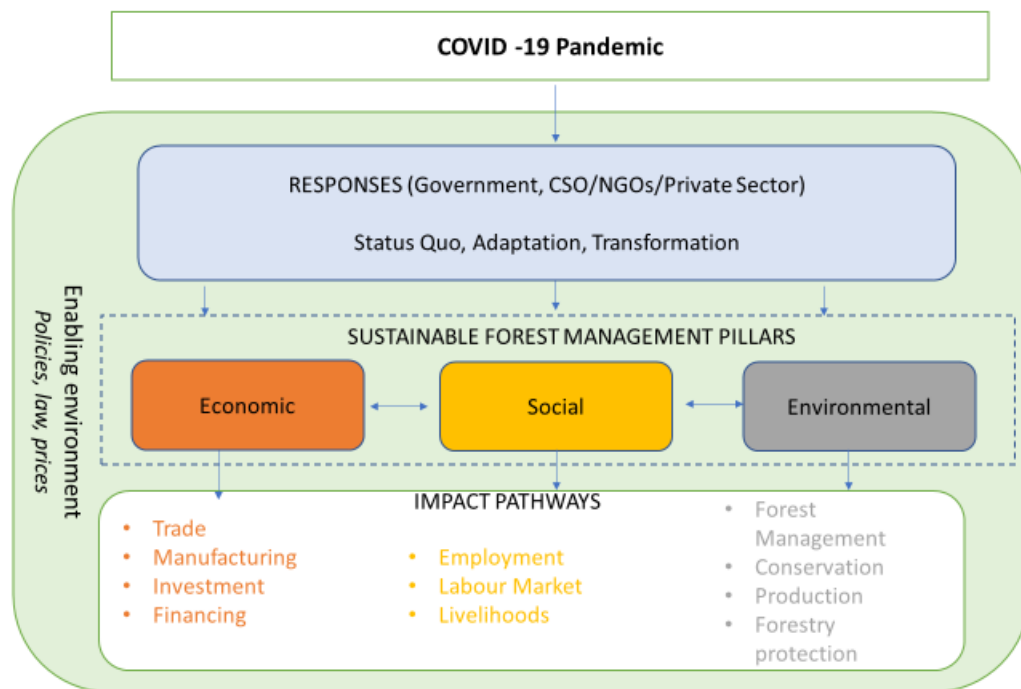 COVID -19 Pandemic
RESPONSES (Government, CSO/NGOs/Private Sector)
Status Quo, Adaptation, Transformation
Enabling environment
Policies, law, prices
SUSTAINABLE FOREST MANAGEMENT PILLARS
Economic
Social
Environmental
IMPACT PATHWAYS
• Trade
• Manufacturing
• Investment
• Financing
• Employment
• Labour Market
• Livelihoods
• Forest
Management
• Conservation
• Production
• Forestry
protection